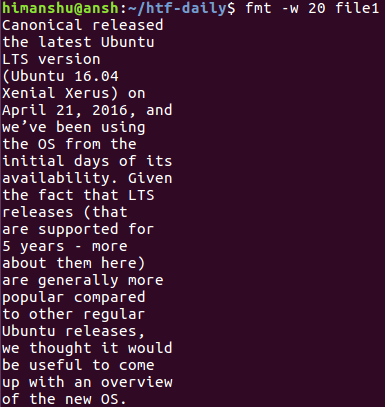 himanshu@ansh:~/htf-daily$ fmt -w 20 file1
Canonical released
the latest Ubuntu
LTS version
(Ubuntu 16.04
Xenial Xerus) on
April 21, 2016, and
we’ve been using
the OS from the
initial days of its
availability. Given
the fact that LTS
releases (that
are supported for
5 years - more
about them here)
are generally more
popular compared
to other regular
Ubuntu releases,
we thought it would
be useful to come
up with an overview
of the new OS.